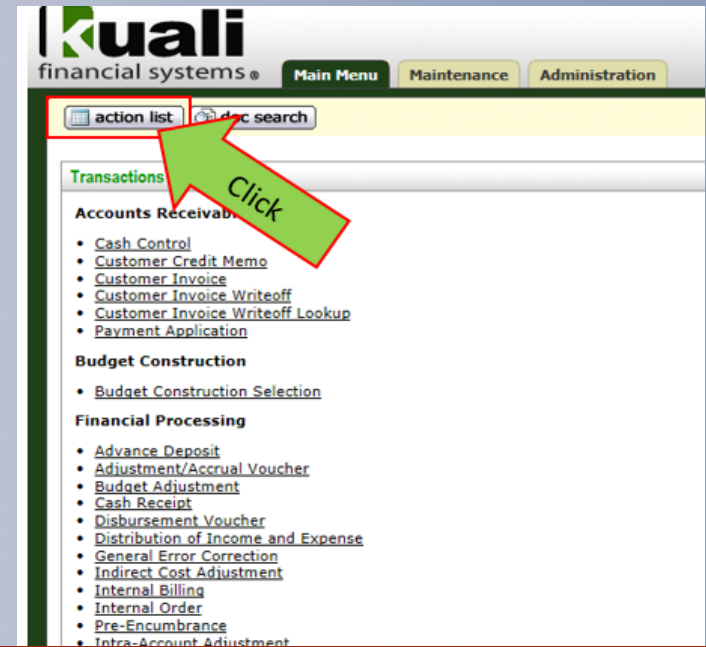 kuali
financial systems ®
Main Menu
Maintenance
Administration
action list
doc search
Click
Transactions
Accounts Receivab
• Cash Control
• Customer Credit Memo
• Customer Invoice
• Customer Invoice Writeoff
• Customer Invoice Writeoff Lookup
• Payment Application
Budget Construction
• Budget Construction Selection
Financial Processing
• Advance Deposit
• Adjustment/Accrual Voucher
• Budget Adjustment
• Cash Receipt
• Disbursement Voucher
• Distribution of Income and Expense
• General Error Correction
• Indirect Cost Adjustment
• Internal Billing
• Internal Order
• Pre-Encumbrance
• Intra-Account Adjustment